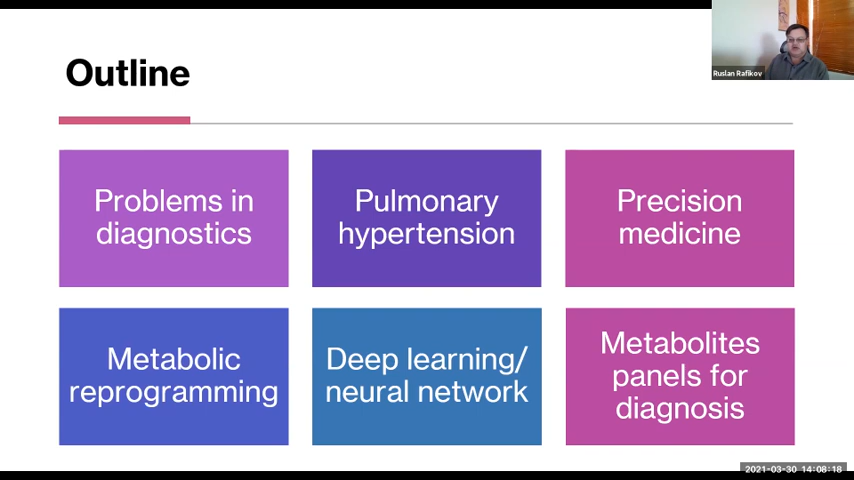 Outline
Ruslan Rafikov
Problems in
diagnostics
Pulmonary
hypertension
Precision
medicine
Metabolic
reprogramming
Deep learning/
neural network
Metabolites
panels for
diagnosis
2021-03-30 14:08:18